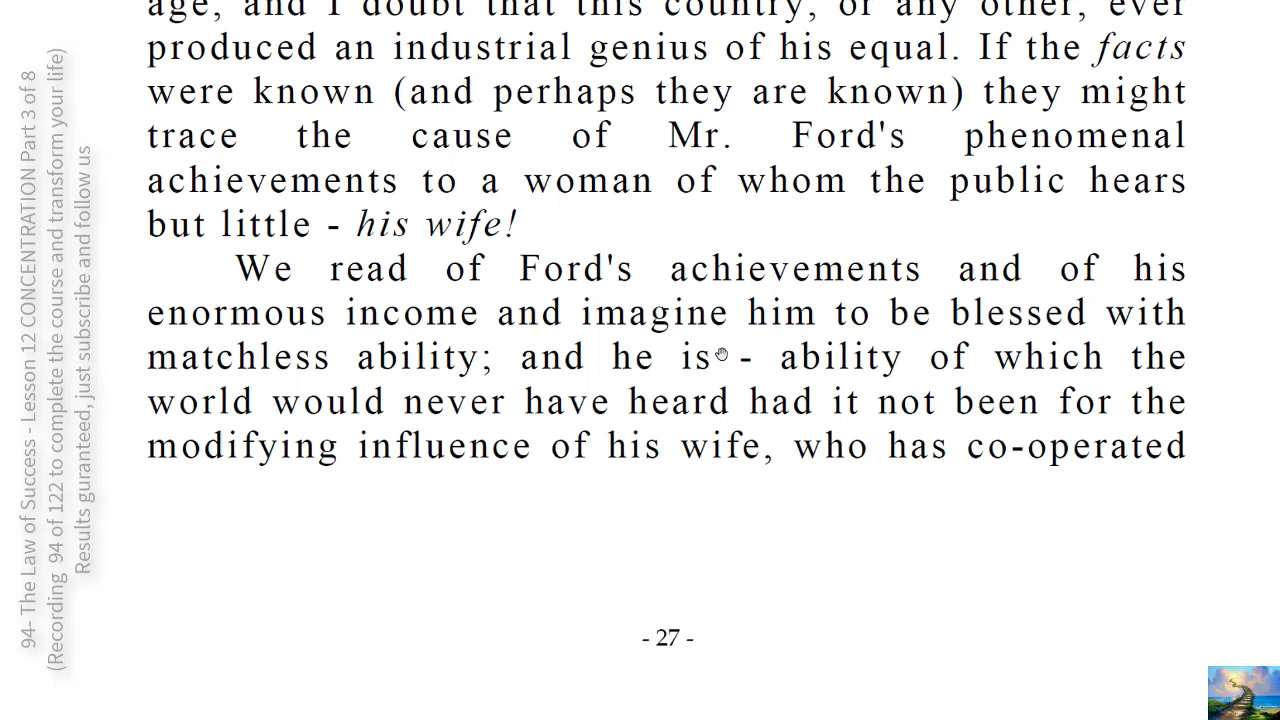 age, and I doubt that this country, or any other, ever
produced an industrial genius of his equal. If the facts
were known (and perhaps they are known) they might
trace the cause of Mr. Ford's phenomenal
achievements to a woman of whom the public hears
but little - his wife!
We read of Ford's achievements and of his
enormous income and imagine him to be blessed with
matchless ability; and he is - ability of which the
world would never have heard had it not been for the
modifying influence of his wife, who has co-operated
- 27 -
94- The Law of Success - Lesson 12 CONCENTRATION Part 3 of 8
(Recording 94 of 122 to complete the course and transform your life)
Results guranteed, just subscribe and follow us